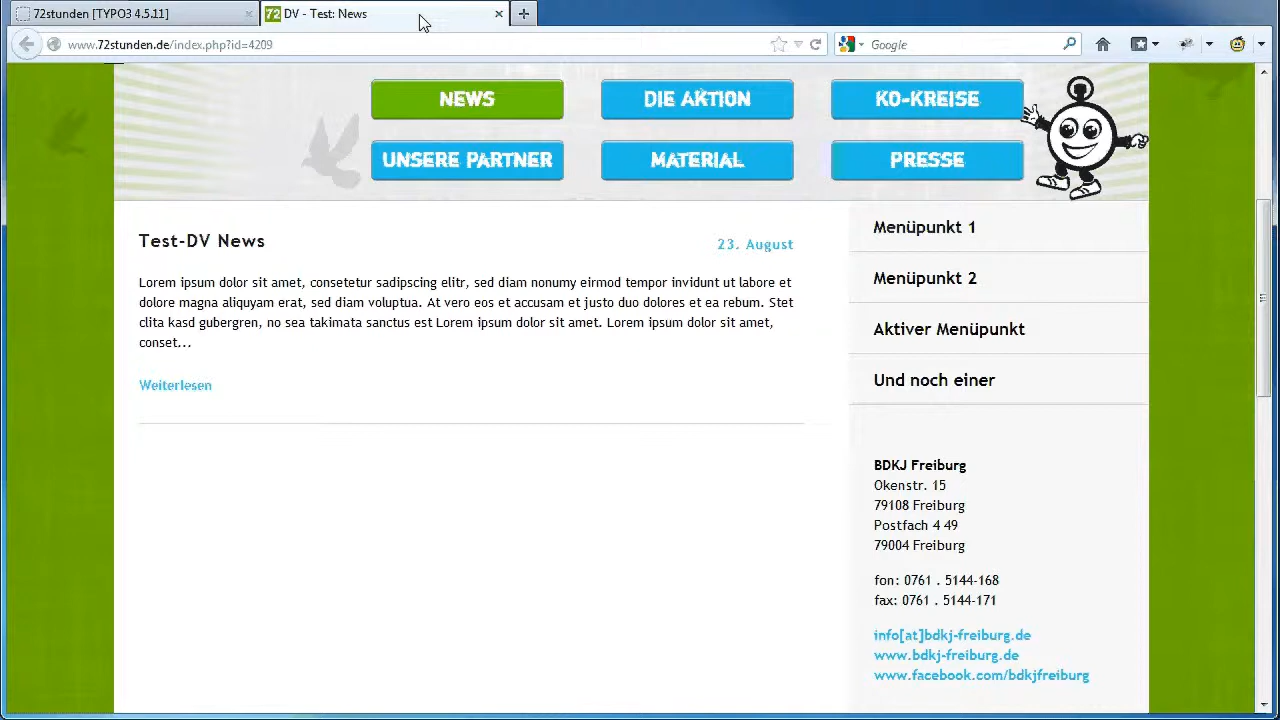 72stunden [TYPO3 4.5.11]
72 DV - Test: News
www.72stunden.de/index.php?id=4209
Google
NEWS
DIE AKTION
KO-KREISE
UNSERE PARTNER
MATERIAL
PRESSE
Test-DV News
23. August
Lorem ipsum dolor sit amet, consetetur sadipscing elitr, sed diam nonumy eirmod tempor invidunt ut labore et
dolore magna aliquyam erat, sed diam voluptua. At vero eos et accusam et justo duo dolores et ea rebum. Stet
clita kasd gubergren, no sea takimata sanctus est Lorem ipsum dolor sit amet. Lorem ipsum dolor sit amet,
conset...
Weiterlesen
Menüpunkt 1
Menüpunkt 2
Aktiver Menüpunkt
Und noch einer
BDKJ Freiburg
Okenstr. 15
79108 Freiburg
Postfach 4 49
79004 Freiburg
fon: 0761 . 5144-168
fax: 0761 . 5144-171
info[at]bdkj-freiburg.de
www.bdkj-freiburg.de
www.facebook.com/bdkjfreiburg